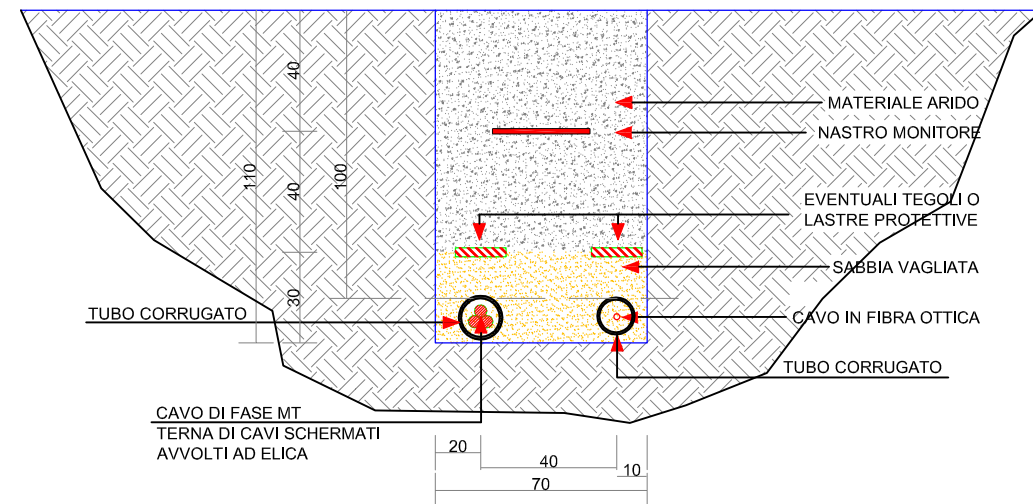 40
110
40
100
30
MATERIALE ARIDO
NASTRO MONITORE
EVENTUALI TEGOLI O
LASTRE PROTETTIVE
SABBIA VAGLIATA
TUBO CORRUGATO
CAVO IN FIBRA OTTICA
TUBO CORRUGATO
CAVO DI FASE MT
TERNA DI CAVI SCHERMATI
AVVOLTI AD ELICA
20
40
10
70